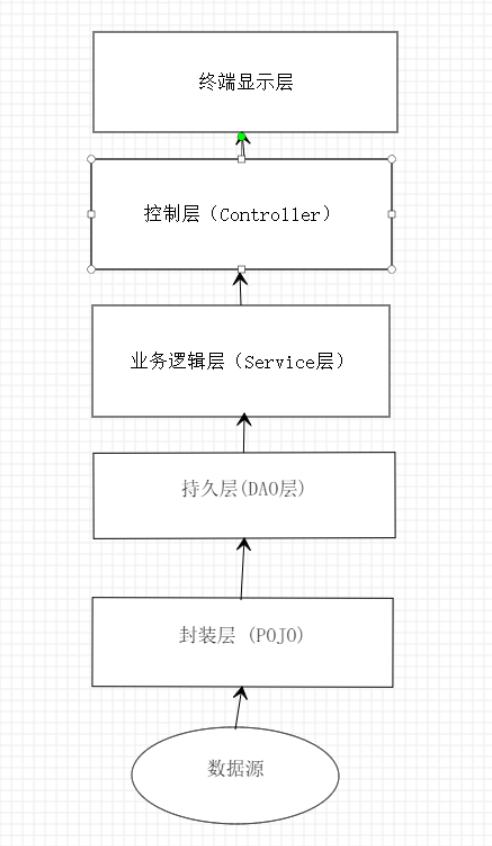 终端显示层
控制层（Controller）
业务逻辑层（Service层）
持久层(DAO层)
封装层 (POJO)
数据源